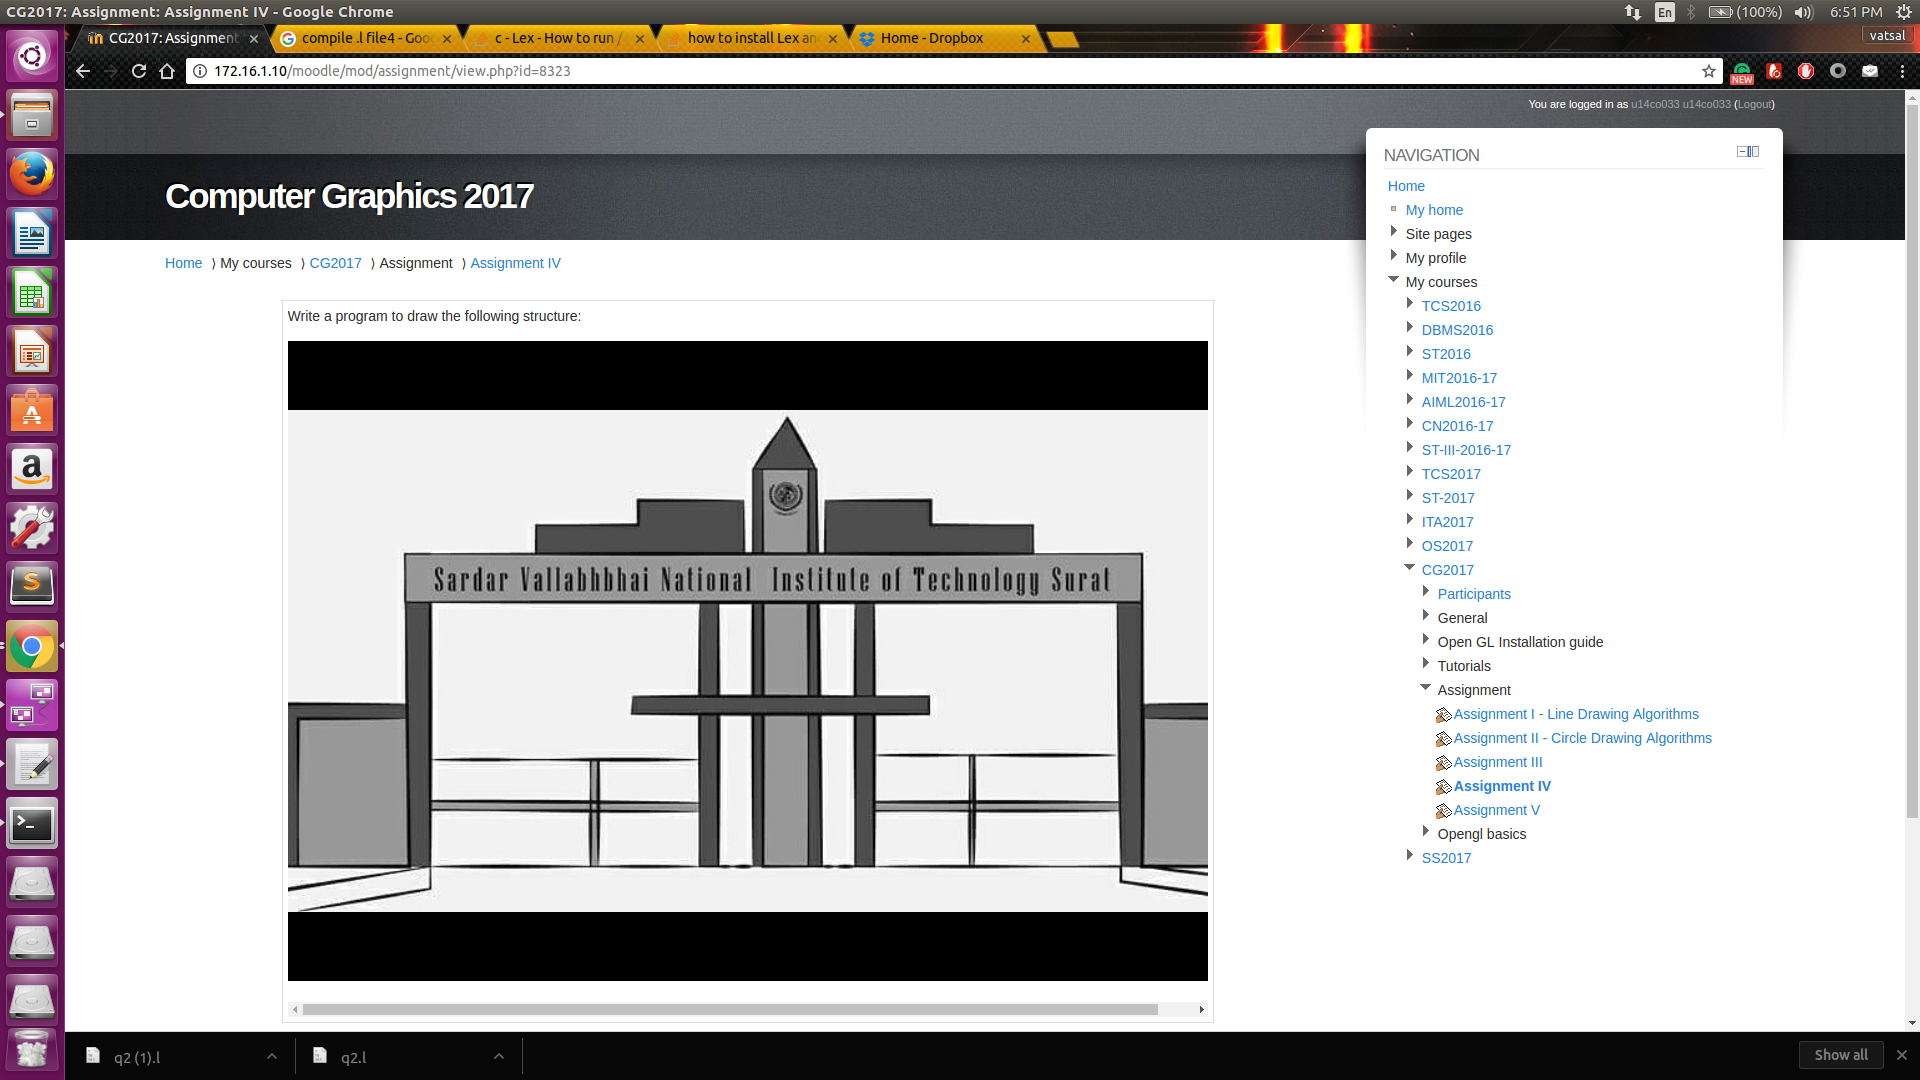 CG2017: Assignment: Assignment IV - Google Chrome
En
(100%)
6:51 PM
CG2017: Assignment
compile .l file4 - Goo
c - Lex - How to run /
how to install Lex an
Home - Dropbox
vatsal
172.16.1.10/moodle/mod/assignment/view.php?id=8323
NEW
You are logged in as u14co033 u14co033 (Logout)
Computer Graphics 2017
Home
My courses
CG2017
Assignment
Assignment IV
Write a program to draw the following structure:
Sardar Vallabhbhai National Institute of Technology Surat
NAVIGATION
Home
My home
Site pages
My profile
My courses
TCS2016
DBMS2016
ST2016
MIT2016-17
AIML2016-17
CN2016-17
ST-III-2016-17
TCS2017
ST-2017
ITA2017
OS2017
CG2017
Participants
General
Open GL Installation guide
Tutorials
Assignment
Assignment I - Line Drawing Algorithms
Assignment II - Circle Drawing Algorithms
Assignment III
Assignment IV
Assignment V
Opengl basics
SS2017
q2 (1).l
q2.l
Show all